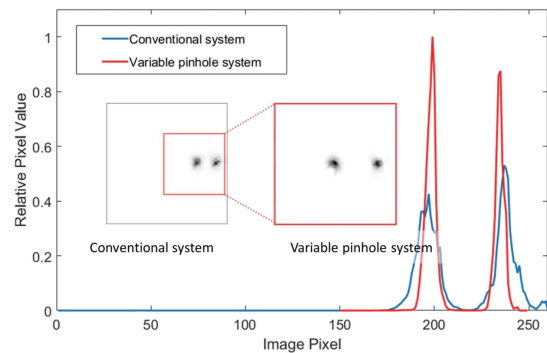 Conventional system
Variable pinhole system
1
0.8
0.6
0.4
0.2
0
Relative Pixel Value
Conventional system
Variable pinhole system
0
50
100
150
200
250
Image Pixel